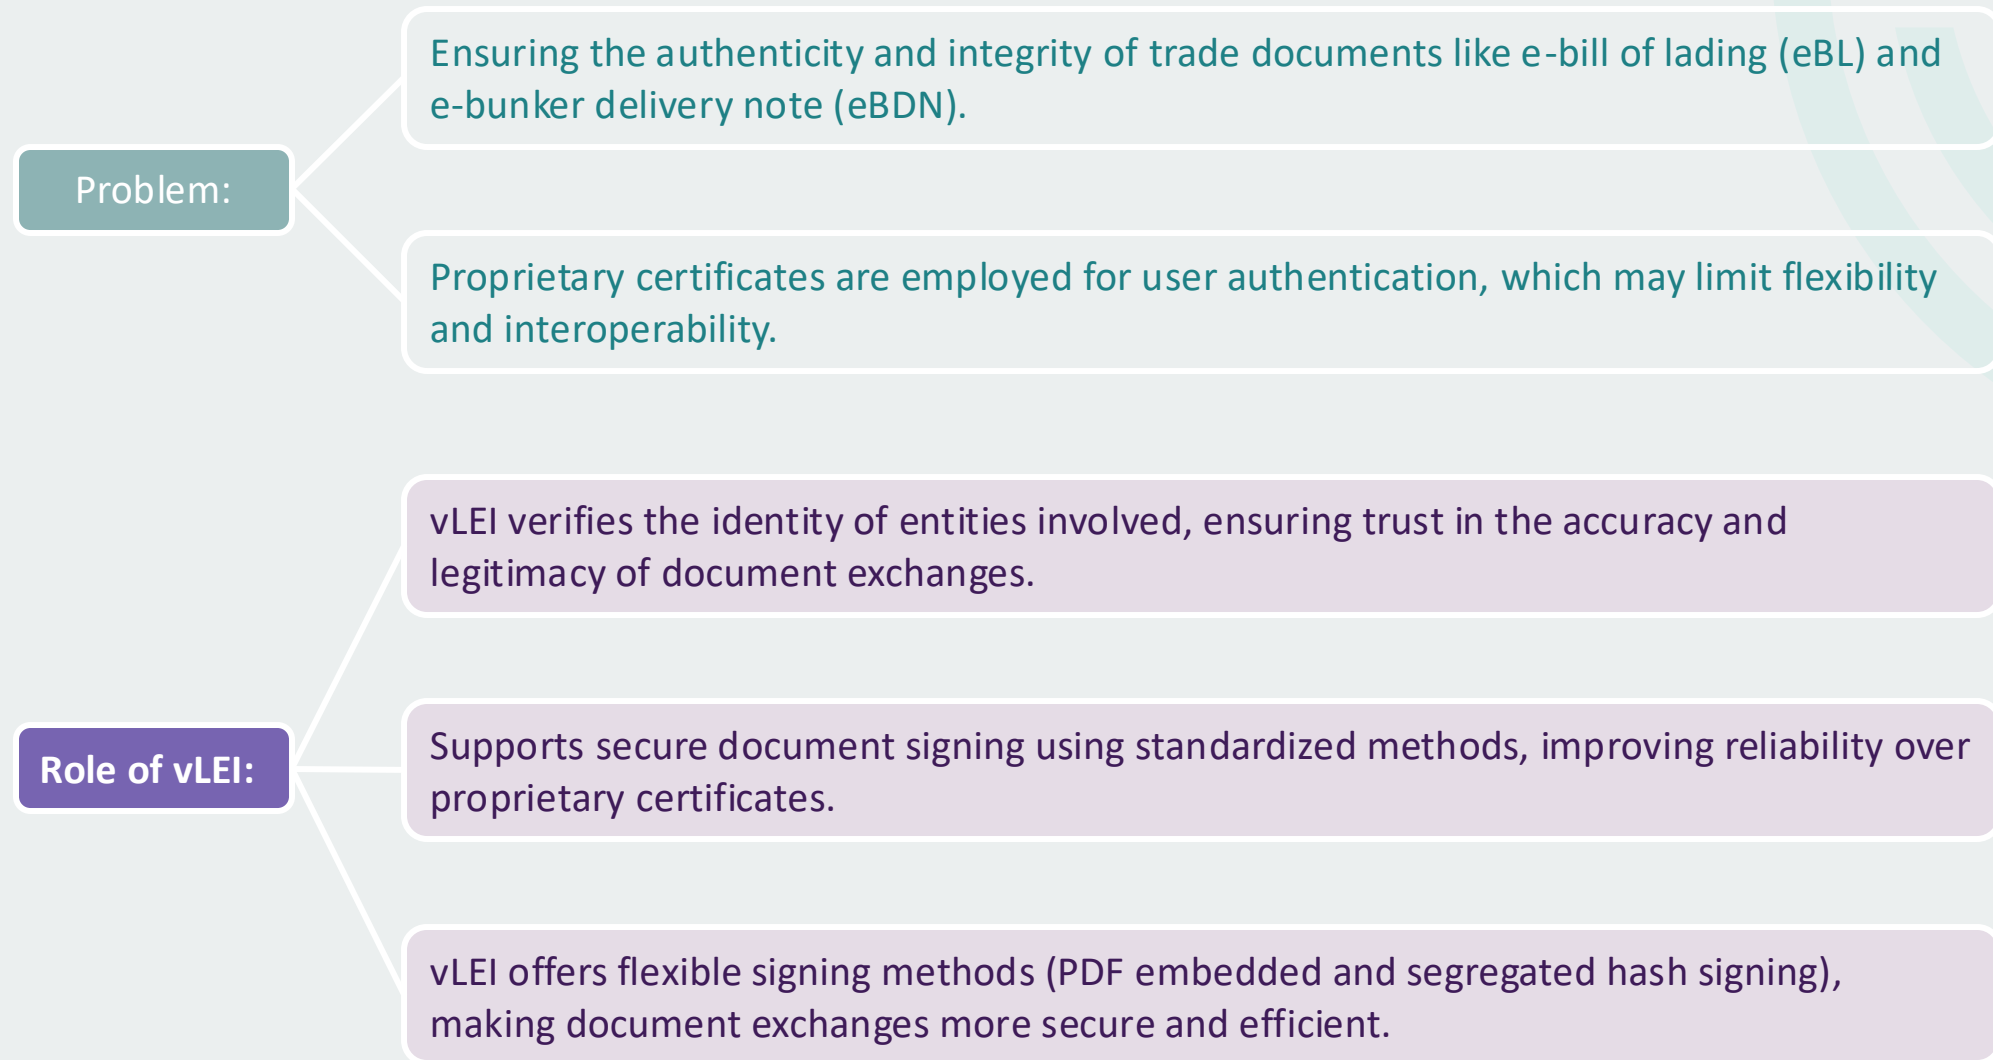 Problem:
Ensuring the authenticity and integrity of trade documents like e-bill of lading (eBL) and
e-bunker delivery note (eBDN).
Proprietary certificates are employed for user authentication, which may limit flexibility
and interoperability.
Role of vLEI:
vLEI verifies the identity of entities involved, ensuring trust in the accuracy and
legitimacy of document exchanges.
Supports secure document signing using standardized methods, improving reliability over
proprietary certificates.
vLEI offers flexible signing methods (PDF embedded and segregated hash signing),
making document exchanges more secure and efficient.